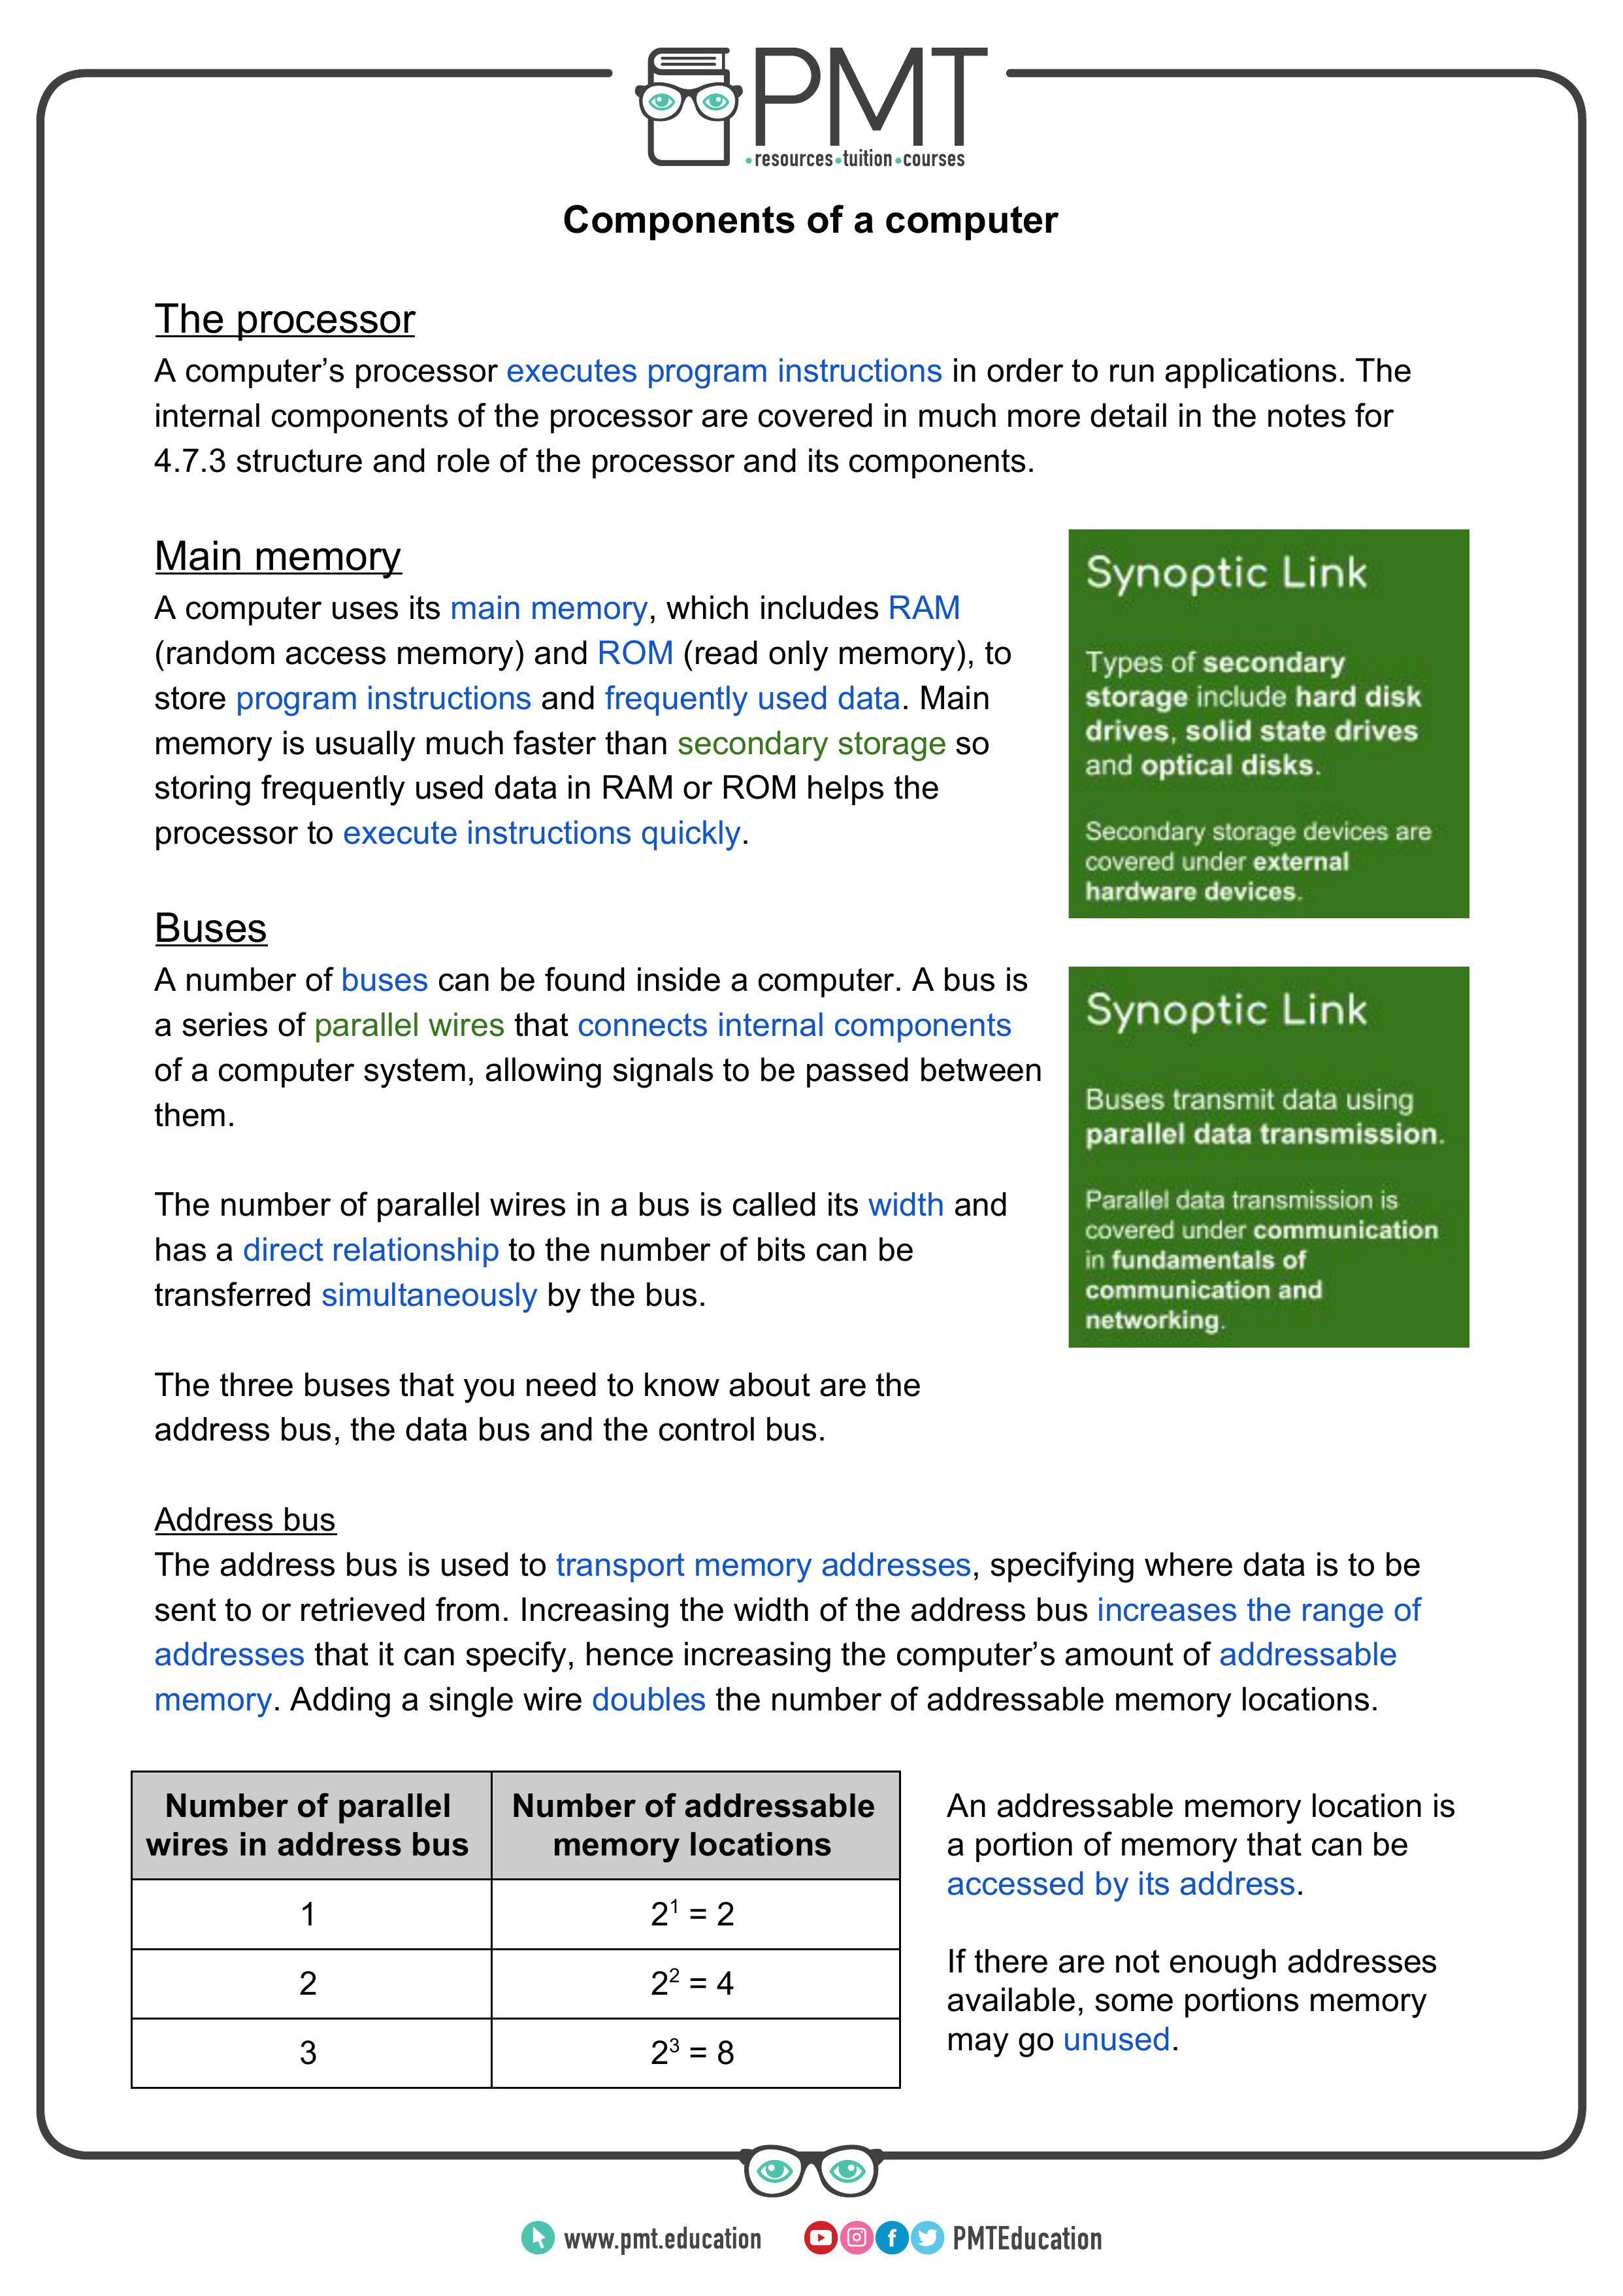 PMT
•resources•tuition•courses
Components of a computer
The processor
A computer’s processor executes program instructions in order to run applications. The
internal components of the processor are covered in much more detail in the notes for
4.7.3 structure and role of the processor and its components.
Main memory
A computer uses its main memory, which includes RAM
(random access memory) and ROM (read only memory), to
store program instructions and frequently used data. Main
memory is usually much faster than secondary storage so
storing frequently used data in RAM or ROM helps the
processor to execute instructions quickly.
Synoptic Link
Types of secondary
storage include hard disk
drives, solid state drives
and optical disks.
Secondary storage devices are
covered under external
hardware devices.
Buses
A number of buses can be found inside a computer. A bus is
a series of parallel wires that connects internal components
of a computer system, allowing signals to be passed between
them.
The number of parallel wires in a bus is called its width and
has a direct relationship to the number of bits can be
transferred simultaneously by the bus.
The three buses that you need to know about are the
address bus, the data bus and the control bus.
Synoptic Link
Buses transmit data using
parallel data transmission.
Parallel data transmission is
covered under communication
in fundamentals of
communication and
networking.
Address bus
The address bus is used to transport memory addresses, specifying where data is to be
sent to or retrieved from. Increasing the width of the address bus increases the range of
addresses that it can specify, hence increasing the computer’s amount of addressable
memory. Adding a single wire doubles the number of addressable memory locations.
Number of parallel
wires in address bus
Number of addressable
memory locations
1
2¹ = 2
2
2² = 4
3
2³ = 8
An addressable memory location is
a portion of memory that can be
accessed by its address.
If there are not enough addresses
available, some portions memory
may go unused.
www.pmt.education
PMTEducation